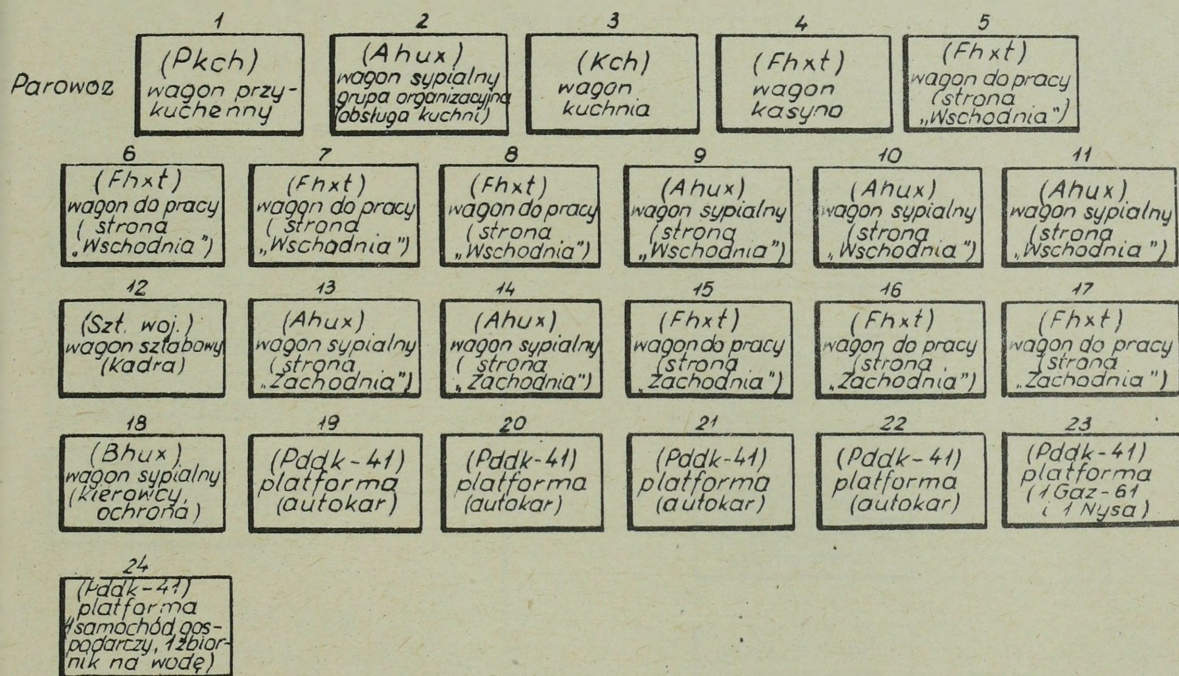 1
2
3
4
5
Parowoz
(Pkch)
wagon przy-
kuchenny
(Ahux)
wagon sypialny
grupa organizacyjna
(obsługa kuchni)
(Kch)
wagon
kuchnia
(Fhxt)
wagon
kasyno
(Fhxt)
wagon do pracy
(strona
„Wschodnia")
6
7
8
9
10
11
(Fhxt)
wagon do pracy
(strona
„Wschodnia")
(Fhxt)
wagon do pracy
(strona
„Wschodnia")
(Fhxt)
wagon do pracy
(strona
„Wschodnia")
(Ahux)
wagon sypialny
(strona
„Wschodnia")
(Ahux)
wagon sypialny
(strona
„Wschodnia")
(Ahux)
wagon sypialny
(strona
„Wschodnia")
12
13
14
15
16
17
(Szt. woj.)
wagon sztabowy
(kadra)
(Ahux)
wagon sypialny
(strona
„Zachodnia")
(Ahux)
wagon sypialny
(strona
„Zachodnia")
(Fhxt)
wagon do pracy
(strona
„Zachodnia")
(Fhxt)
wagon do pracy
(strona
„Zachodnia")
(Fhxt)
wagon do pracy
(strona
„Zachodnia")
18
19
20
21
22
23
(Bhux)
wagon sypialny
(kierowcy,
ochrona)
(Pddk-41)
platforma
(autokar)
(Pddk-41)
platforma
(autokar)
(Pddk-41)
platforma
(autokar)
(Pddk-41)
platforma
(autokar)
(Pddk-41)
platforma
(1 Gaz-61
i 1 Nysa)
24
(Pddk-41)
platforma
1 samochód gos-
podarczy, 1 zbior-
nik na wodę)